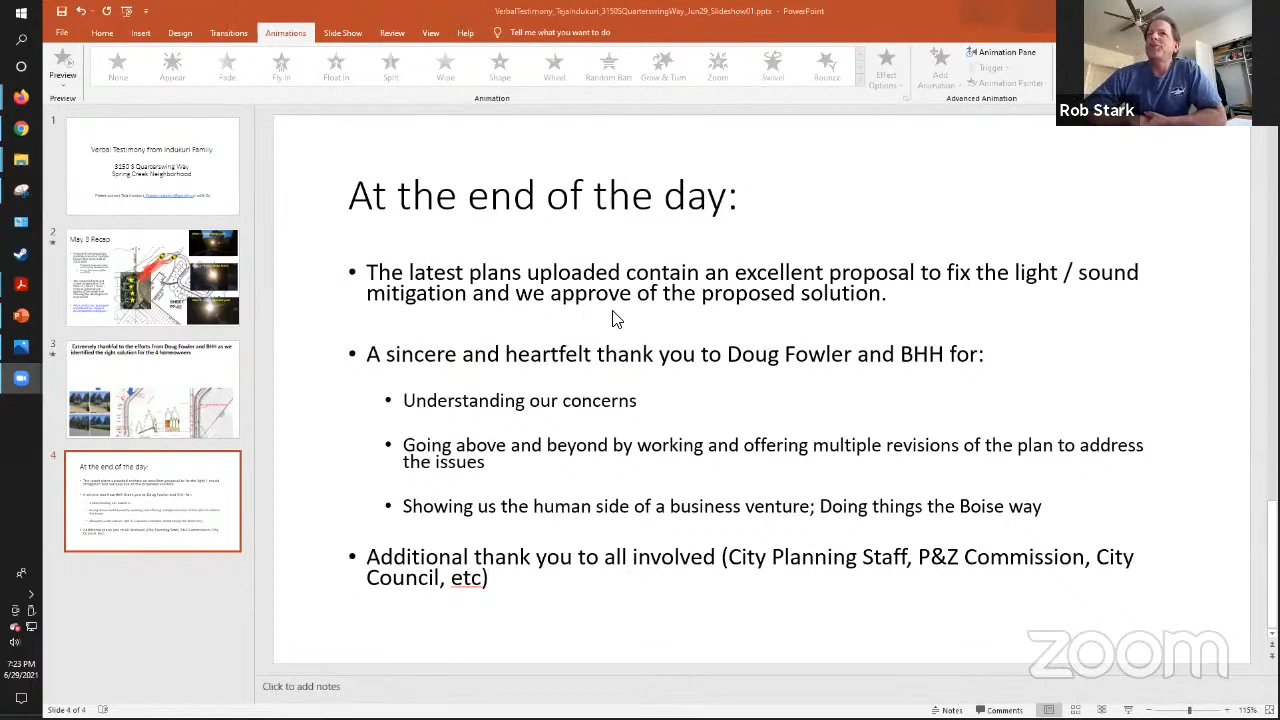 VerbalTestimony_TejaIndukuri_3150SQuarterswingWay_Jun29_Slideshow01.pptx - PowerPoint
File Home Insert Design Transitions Animations Slide Show Review View Help Tell me what you want to do
Preview None Appear Fade Fly In Float In Split Wipe Shape Wheel Random Bars Grow & Turn Zoom Swivel Bounce
Effect Options Add Animation
Animation Pane
Trigger
Animation Painter
Preview Animation Advanced Animation
Rob Stark
1
Verbal Testimony from Indukuri Family
3150 S Quarterswing Way
Spring Creek Neighborhood
2
May 3 Recap
3
Extremely thankful to the efforts from Doug Fowler and BHH as we
identified the right solution for the 4 homeowners
4
At the end of the day:
At the end of the day:
• The latest plans uploaded contain an excellent proposal to fix the light / sound
mitigation and we approve of the proposed solution.
• A sincere and heartfelt thank you to Doug Fowler and BHH for:
• Understanding our concerns
• Going above and beyond by working and offering multiple revisions of the plan to address
the issues
• Showing us the human side of a business venture; Doing things the Boise way
• Additional thank you to all involved (City Planning Staff, P&Z Commission, City
Council, etc)
zoom
Click to add notes
7:23 PM
6/29/2021
Slide 4 of 4
Notes Comments 115%